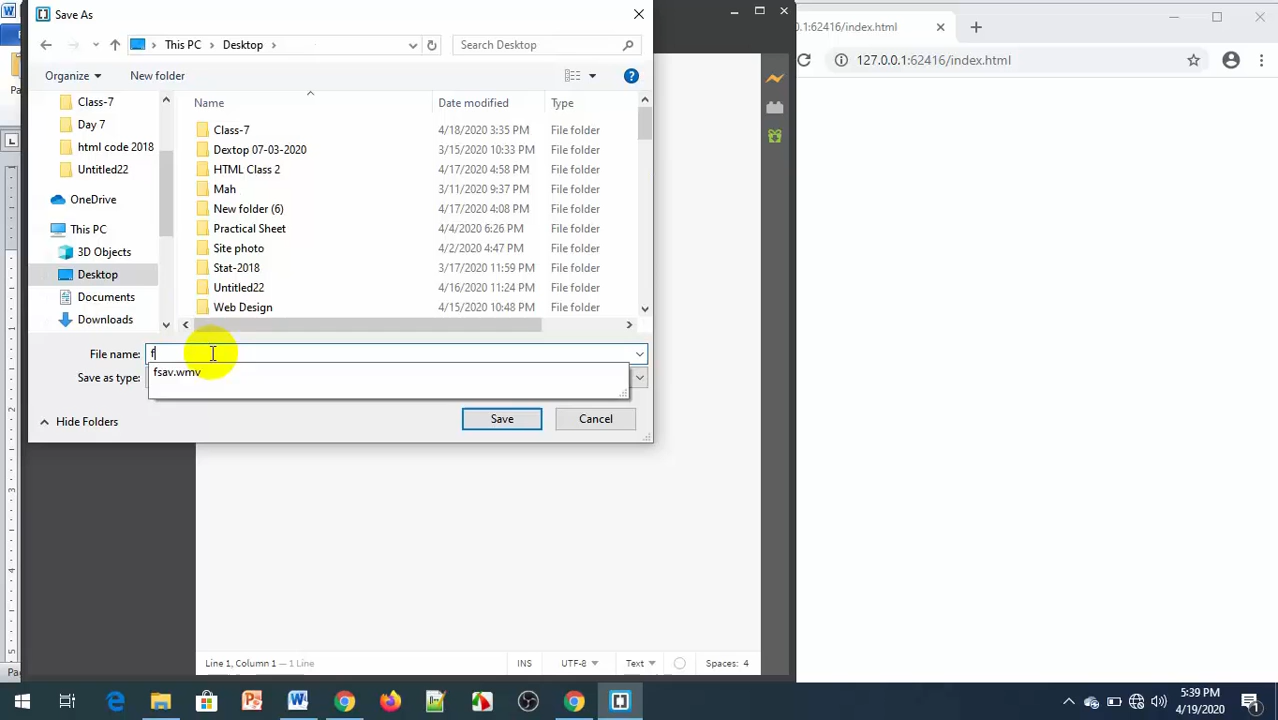 Save As
This PC
Desktop
Search Desktop
Organize
New folder
Class-7
Day 7
html code 2018
Untitled22
OneDrive
This PC
3D Objects
Desktop
Documents
Downloads
Name Date modified Type
Class-7 4/18/2020 3:35 PM File folder
Dextop 07-03-2020 3/15/2020 10:33 PM File folder
HTML Class 2 4/17/2020 4:58 PM File folder
Mah 3/11/2020 9:37 PM File folder
New folder (6) 4/17/2020 4:08 PM File folder
Practical Sheet 4/4/2020 6:26 PM File folder
Site photo 4/2/2020 4:47 PM File folder
Stat-2018 3/17/2020 11:59 PM File folder
Untitled22 4/16/2020 11:24 PM File folder
Web Design 4/15/2020 10:48 PM File folder
File name: f
fsav.wmv
Save as type:
Hide Folders
Save
Cancel
.0.1:62416/index.html
127.0.0.1:62416/index.html
Line 1, Column 1 — 1 Line
INS
UTF-8
Text
Spaces: 4
5:39 PM
4/19/2020